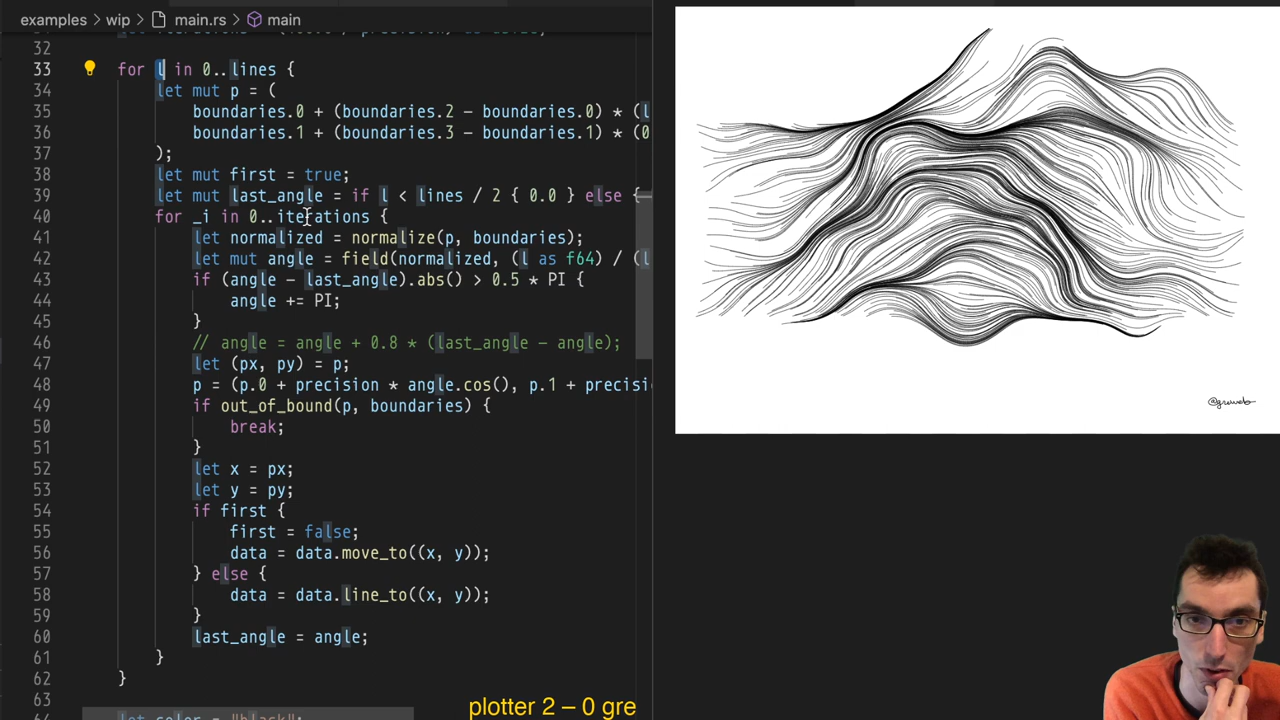 examples > wip > main.rs > main
32
33 for l in 0..lines {
34 let mut p = (
35 boundaries.0 + (boundaries.2 - boundaries.0) * (l
36 boundaries.1 + (boundaries.3 - boundaries.1) * (0
37 );
38 let mut first = true;
39 let mut last_angle = if l < lines / 2 { 0.0 } else {
40 for _i in 0..iterations {
41 let normalized = normalize(p, boundaries);
42 let mut angle = field(normalized, (l as f64) / (l
43 if (angle - last_angle).abs() > 0.5 * PI {
44 angle += PI;
45 }
46 // angle = angle + 0.8 * (last_angle - angle);
47 let (px, py) = p;
48 p = (p.0 + precision * angle.cos(), p.1 + precisi
49 if out_of_bound(p, boundaries) {
50 break;
51 }
52 let x = px;
53 let y = py;
54 if first {
55 first = false;
56 data = data.move_to((x, y));
57 } else {
58 data = data.line_to((x, y));
59 }
60 last_angle = angle;
61 }
62 }
63
@greweb
plotter 2 – 0 gre